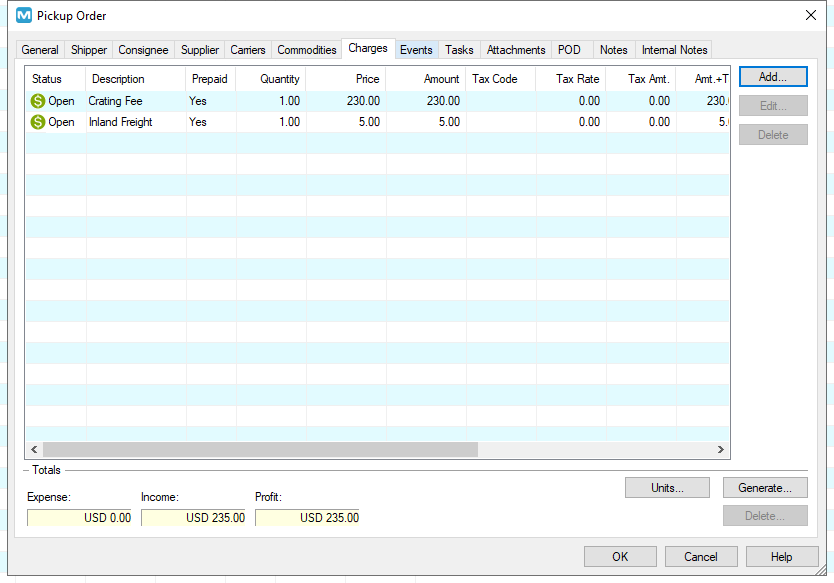 Pickup Order
General Shipper Consignee Supplier Carriers Commodities Charges Events Tasks Attachments POD Notes Internal Notes
Status Description Prepaid Quantity Price Amount Tax Code Tax Rate Tax Amt. Amt.+T
Open Crating Fee Yes 1.00 230.00 230.00 0.00 0.00 230.
Open Inland Freight Yes 1.00 5.00 5.00 0.00 0.00 5.
Add...
Edit...
Delete
Totals
Expense: Income: Profit:
USD 0.00 USD 235.00 USD 235.00
Units... Generate...
Delete...
OK Cancel Help